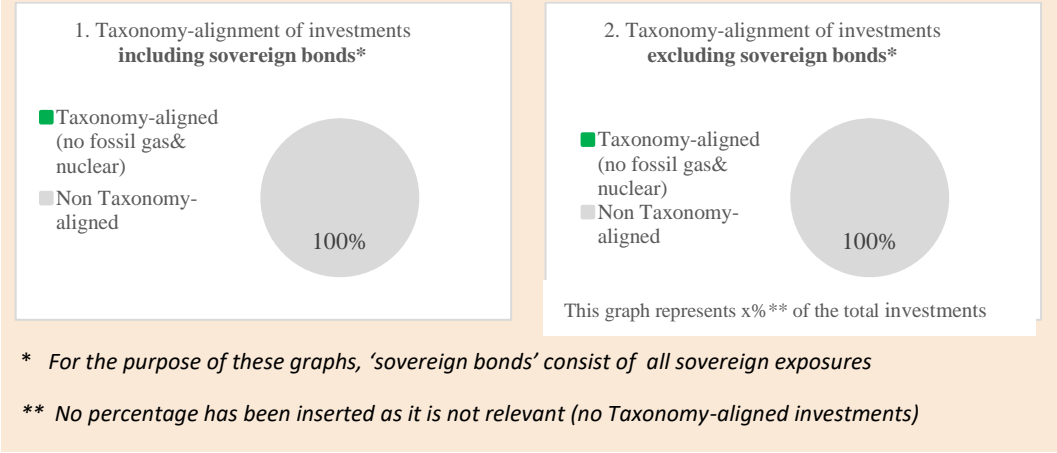 1. Taxonomy-alignment of investments
including sovereign bonds*
Taxonomy-aligned
(no fossil gas&
nuclear)
Non Taxonomy-
aligned
100%
2. Taxonomy-alignment of investments
excluding sovereign bonds*
Taxonomy-aligned
(no fossil gas&
nuclear)
Non Taxonomy-
aligned
100%
This graph represents x%** of the total investments
* For the purpose of these graphs, ‘sovereign bonds’ consist of all sovereign exposures
** No percentage has been inserted as it is not relevant (no Taxonomy-aligned investments)